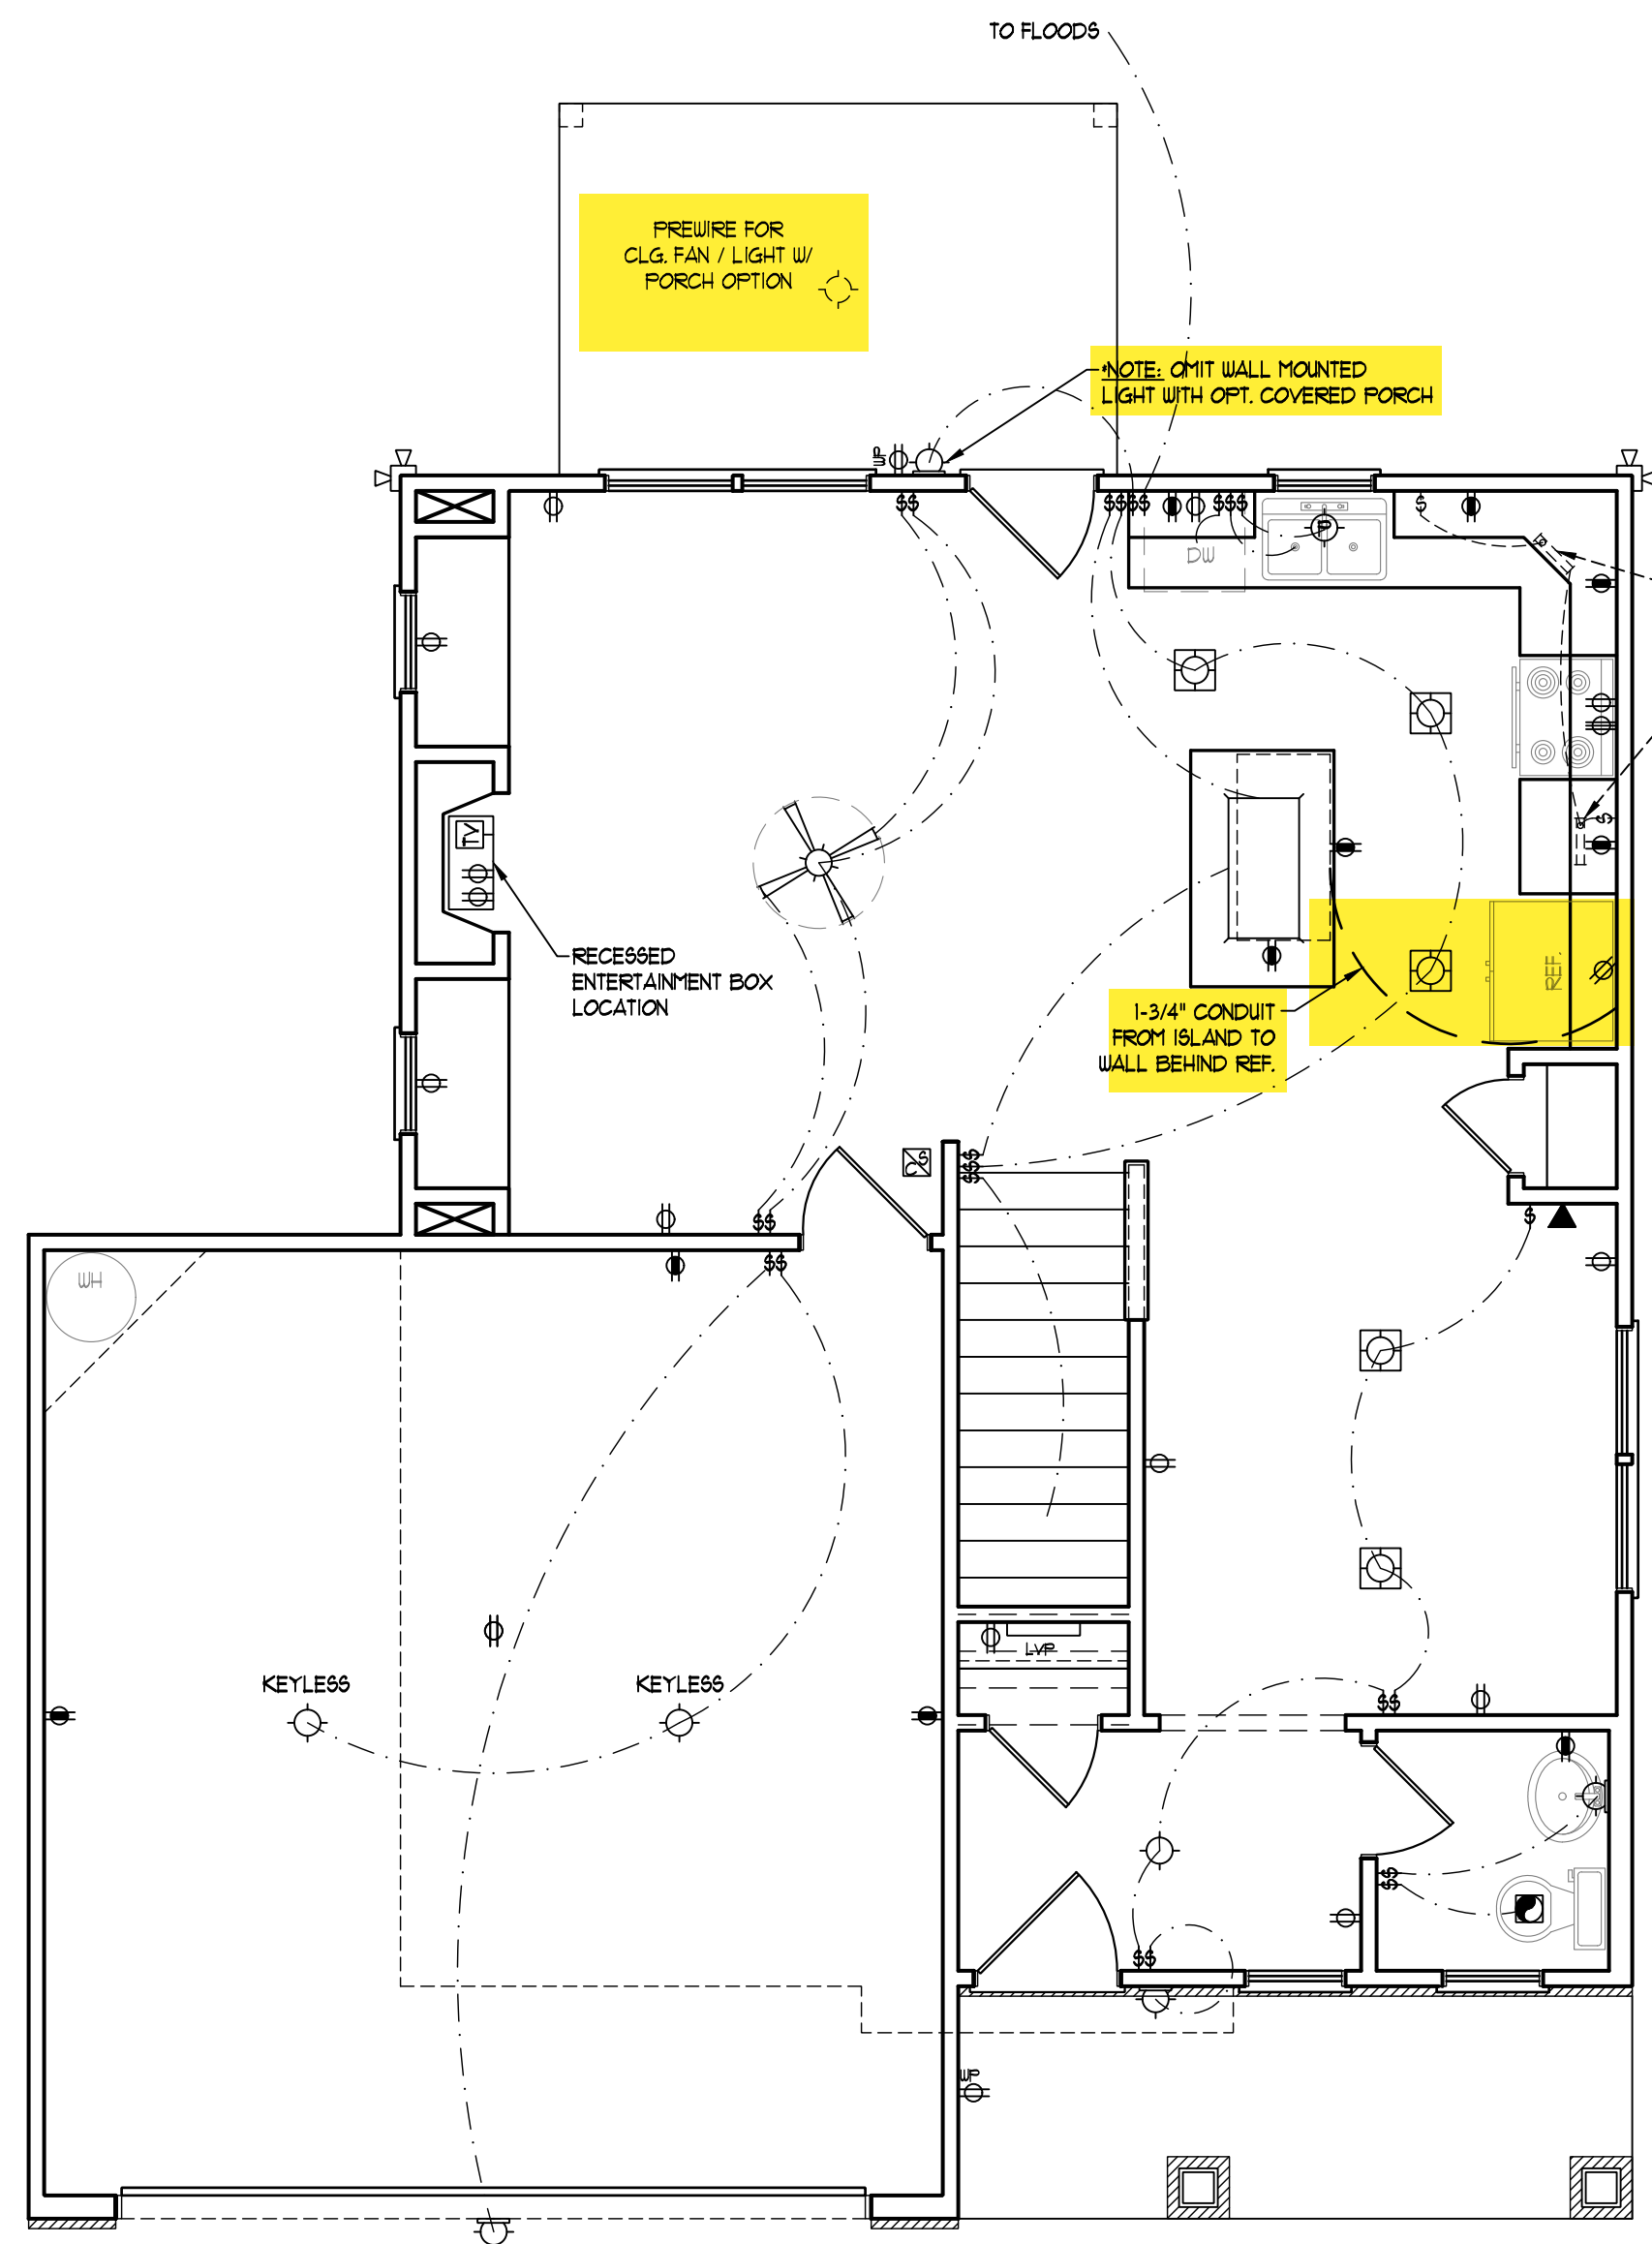 TO FLOODS
PREWIRE FOR
CLG. FAN / LIGHT W/
PORCH OPTION
*NOTE: OMIT WALL MOUNTED
LIGHT WITH OPT. COVERED PORCH
WP
$$
$$$$
$$$
$
DW
TV
$
RECESSED
ENTERTAINMENT BOX
LOCATION
REF.
1-3/4" CONDUIT
FROM ISLAND TO
WALL BEHIND REF.
S
C
$$$
$$
$
$$
WH
LVP
KEYLESS
KEYLESS
$$
$$
$$
WP